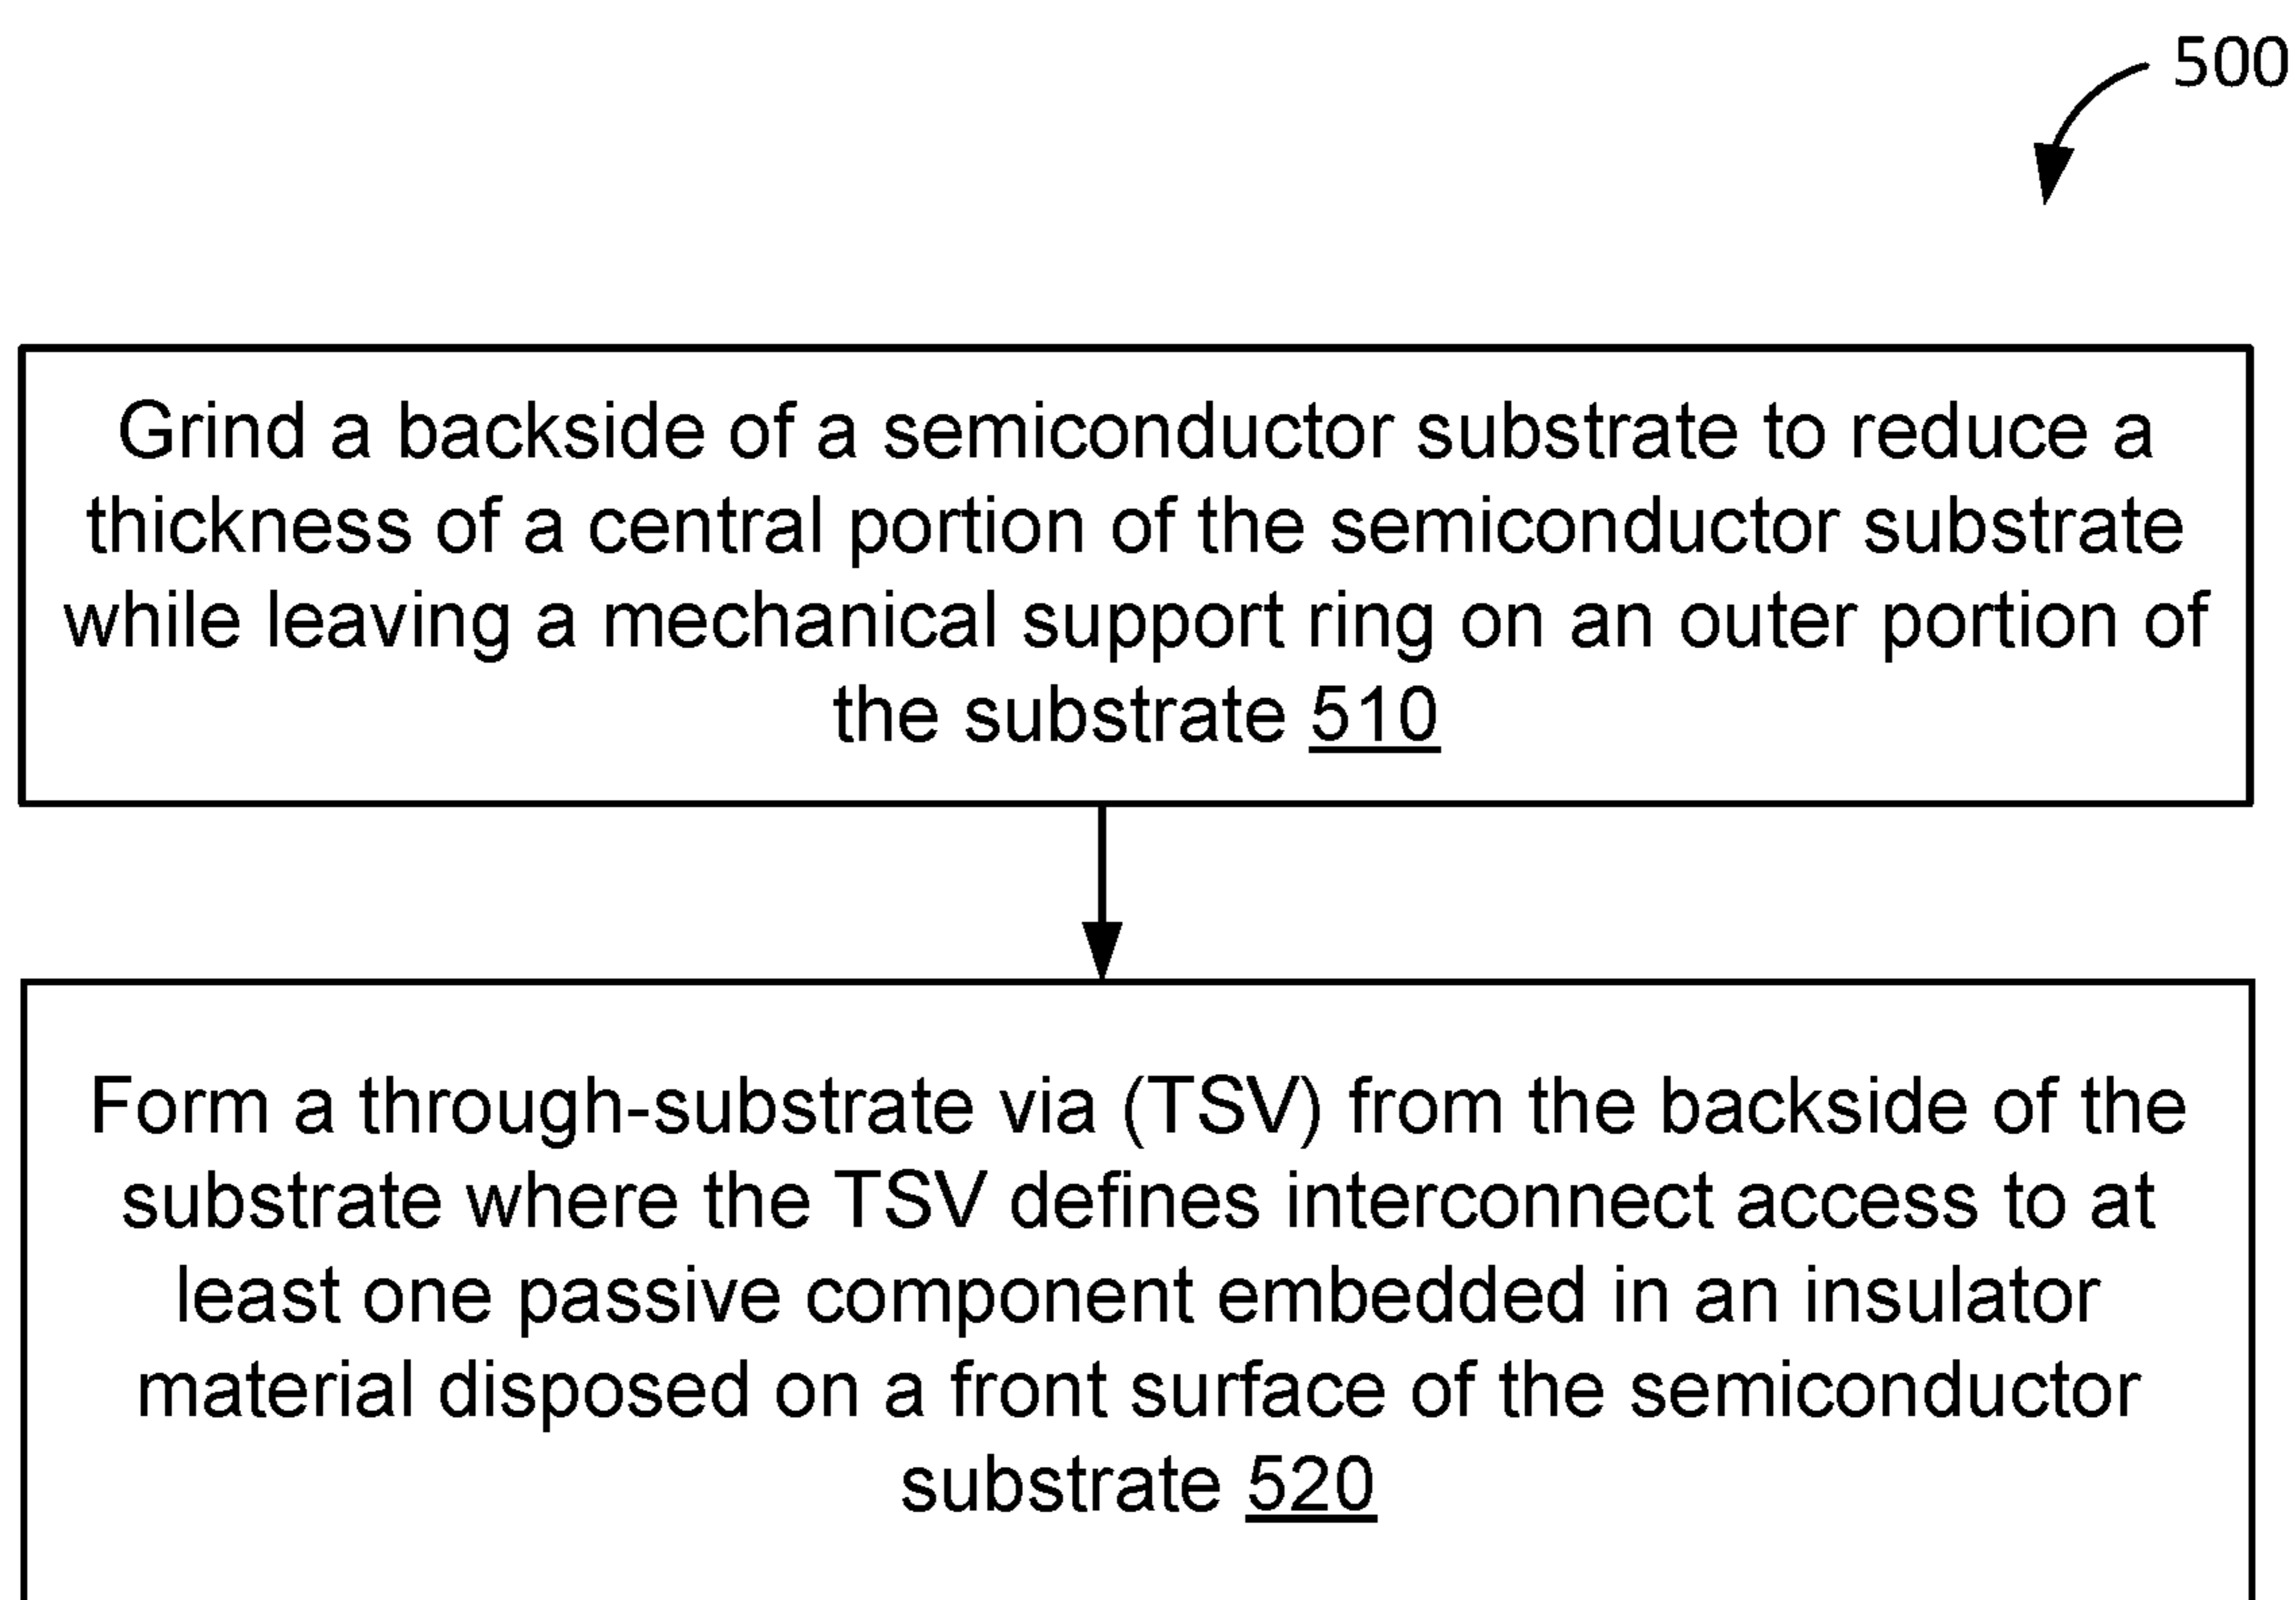 500
Grind a backside of a semiconductor substrate to reduce a
thickness of a central portion of the semiconductor substrate
while leaving a mechanical support ring on an outer portion of
the substrate 510
Form a through-substrate via (TSV) from the backside of the
substrate where the TSV defines interconnect access to at
least one passive component embedded in an insulator
material disposed on a front surface of the semiconductor
substrate 520